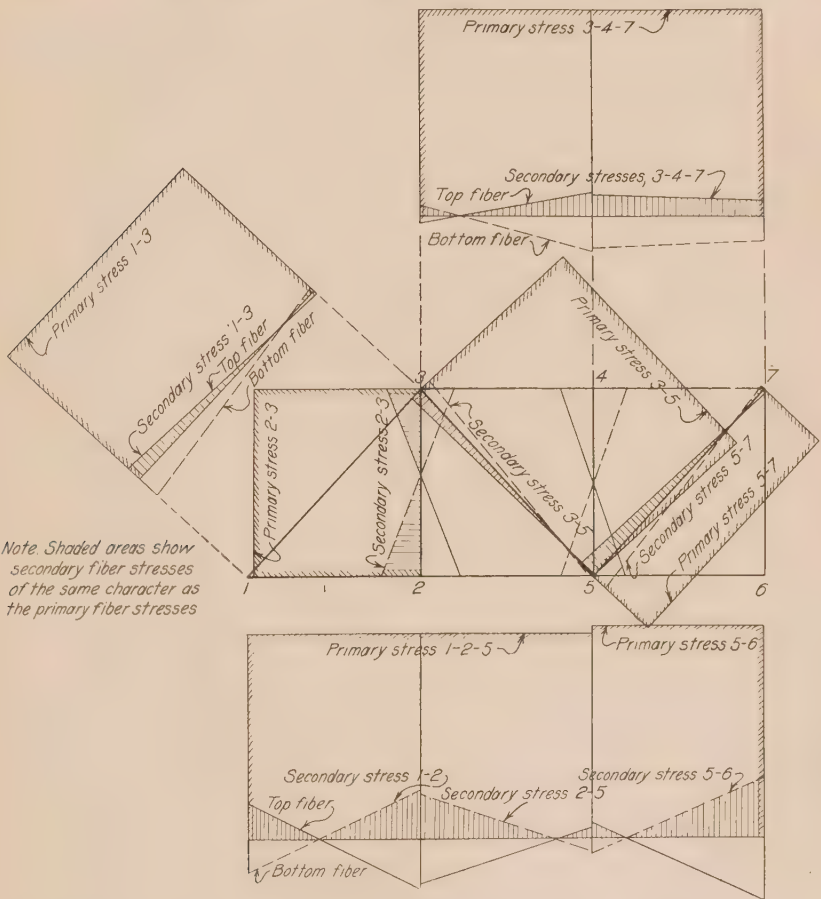 Primary stress 3-4-7
Secondary stresses, 3-4-7
Top fiber
Bottom fiber
Primary stress 1-3
Secondary stress 1-3
Top fiber
Bottom fiber
3
4
7
Primary stress 3-5
Primary stress 2-3
Secondary stress 2-3
Secondary stress 3-5
Secondary stress 5-7
Primary stress 5-7
Note. Shaded areas show
secondary fiber stresses
of the same character as
the primary fiber stresses
1
1
2
5
6
Primary stress 1-2-5
Primary stress 5-6
Secondary stress 1-2
Secondary stress 5-6
Top fiber
Secondary stress 2-5
Bottom fiber